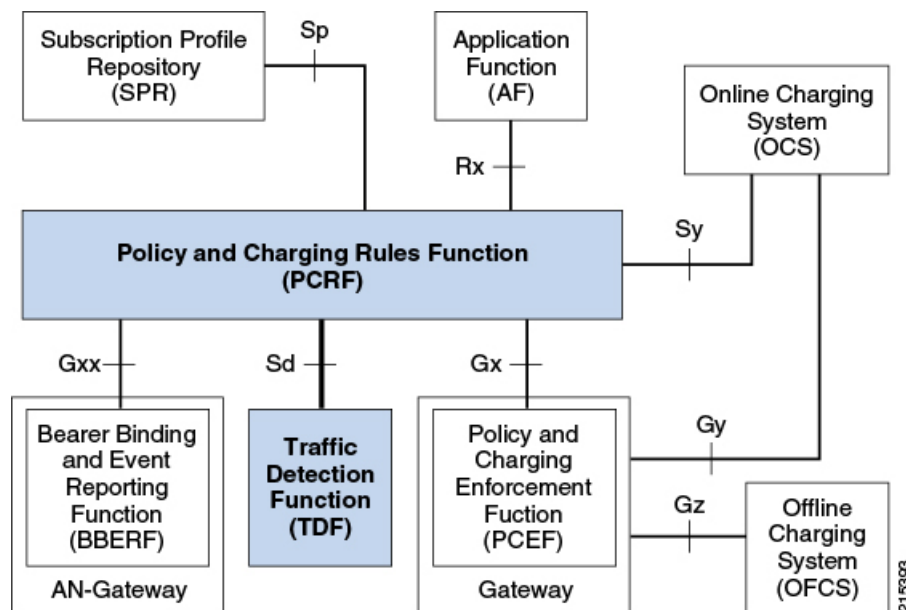 Subscription Profile
Repository
(SPR)
Sp
Application
Function
(AF)
Online Charging
System
(OCS)
Rx
Policy and Charging Rules Function
(PCRF)
Sy
Gxx
Sd
Gx
Bearer Binding
and Event
Reporting
Function
(BBERF)
AN-Gateway
Traffic
Detection
Function
(TDF)
Policy and
Charging
Enforcement
Fuction
(PCEF)
Gateway
Gy
Gz
Offline
Charging
System
(OFCS)
215393